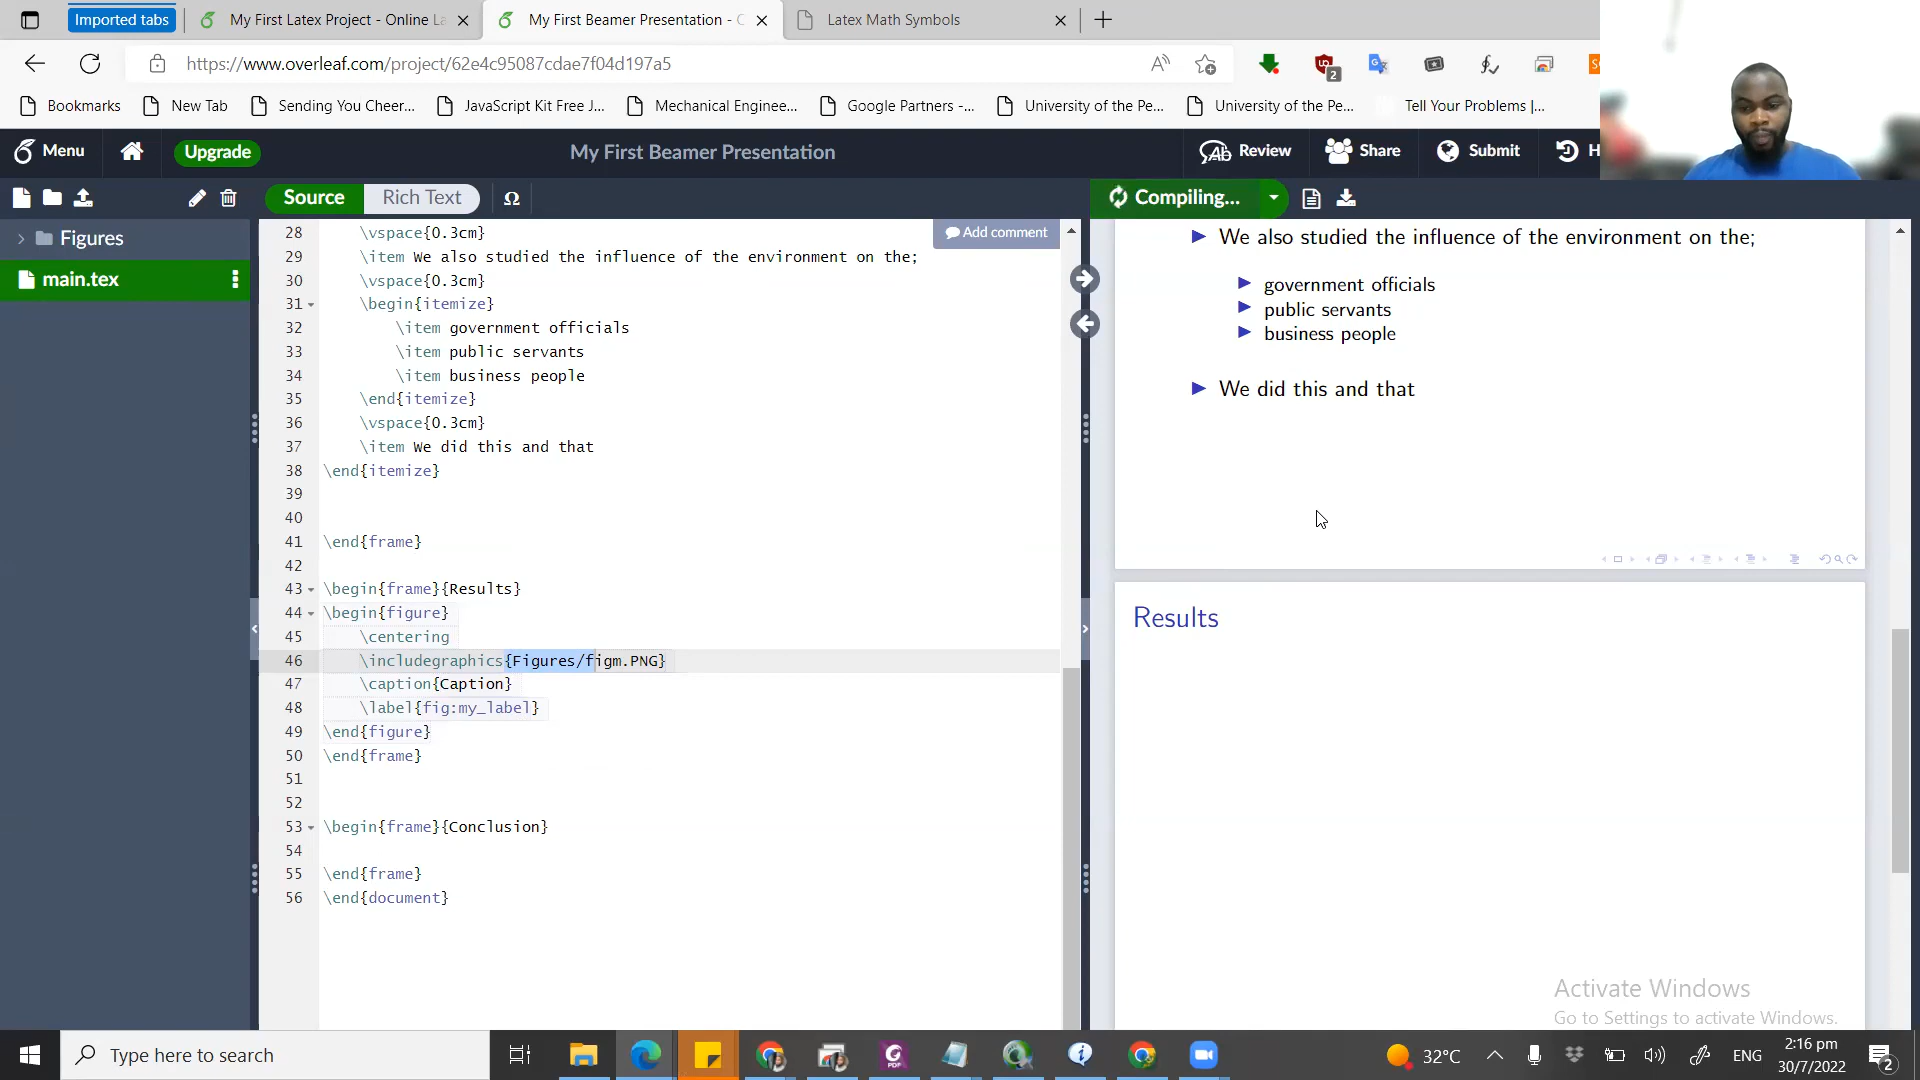 Imported tabs
My First Latex Project - Online La
My First Beamer Presentation - C
Latex Math Symbols
https://www.overleaf.com/project/62e4c95087cdae7f04d197a5
2
Bookmarks
New Tab
Sending You Cheer...
JavaScript Kit Free J...
Mechanical Enginee...
Google Partners -...
University of the Pe...
University of the Pe...
Tell Your Problems |...
Menu
Upgrade
My First Beamer Presentation
Review
Share
Submit
H
Source
Rich Text
Ω
Compiling...
Figures
main.tex
Add comment
28 \vspace{0.3cm}
29 \item We also studied the influence of the environment on the;
30 \vspace{0.3cm}
31 \begin{itemize}
32 \item government officials
33 \item public servants
34 \item business people
35 \end{itemize}
36 \vspace{0.3cm}
37 \item We did this and that
38 \end{itemize}
39
40
41 \end{frame}
42
43 \begin{frame}{Results}
44 \begin{figure}
45 \centering
46 \includegraphics{Figures/figm.PNG}
47 \caption{Caption}
48 \label{fig:my_label}
49 \end{figure}
50 \end{frame}
51
52
53 \begin{frame}{Conclusion}
54
55 \end{frame}
56 \end{document}
We also studied the influence of the environment on the;
government officials
public servants
business people
We did this and that
Results
Activate Windows
Go to Settings to activate Windows.
Type here to search
PDF
32°C
ENG
2:16 pm
30/7/2022
2